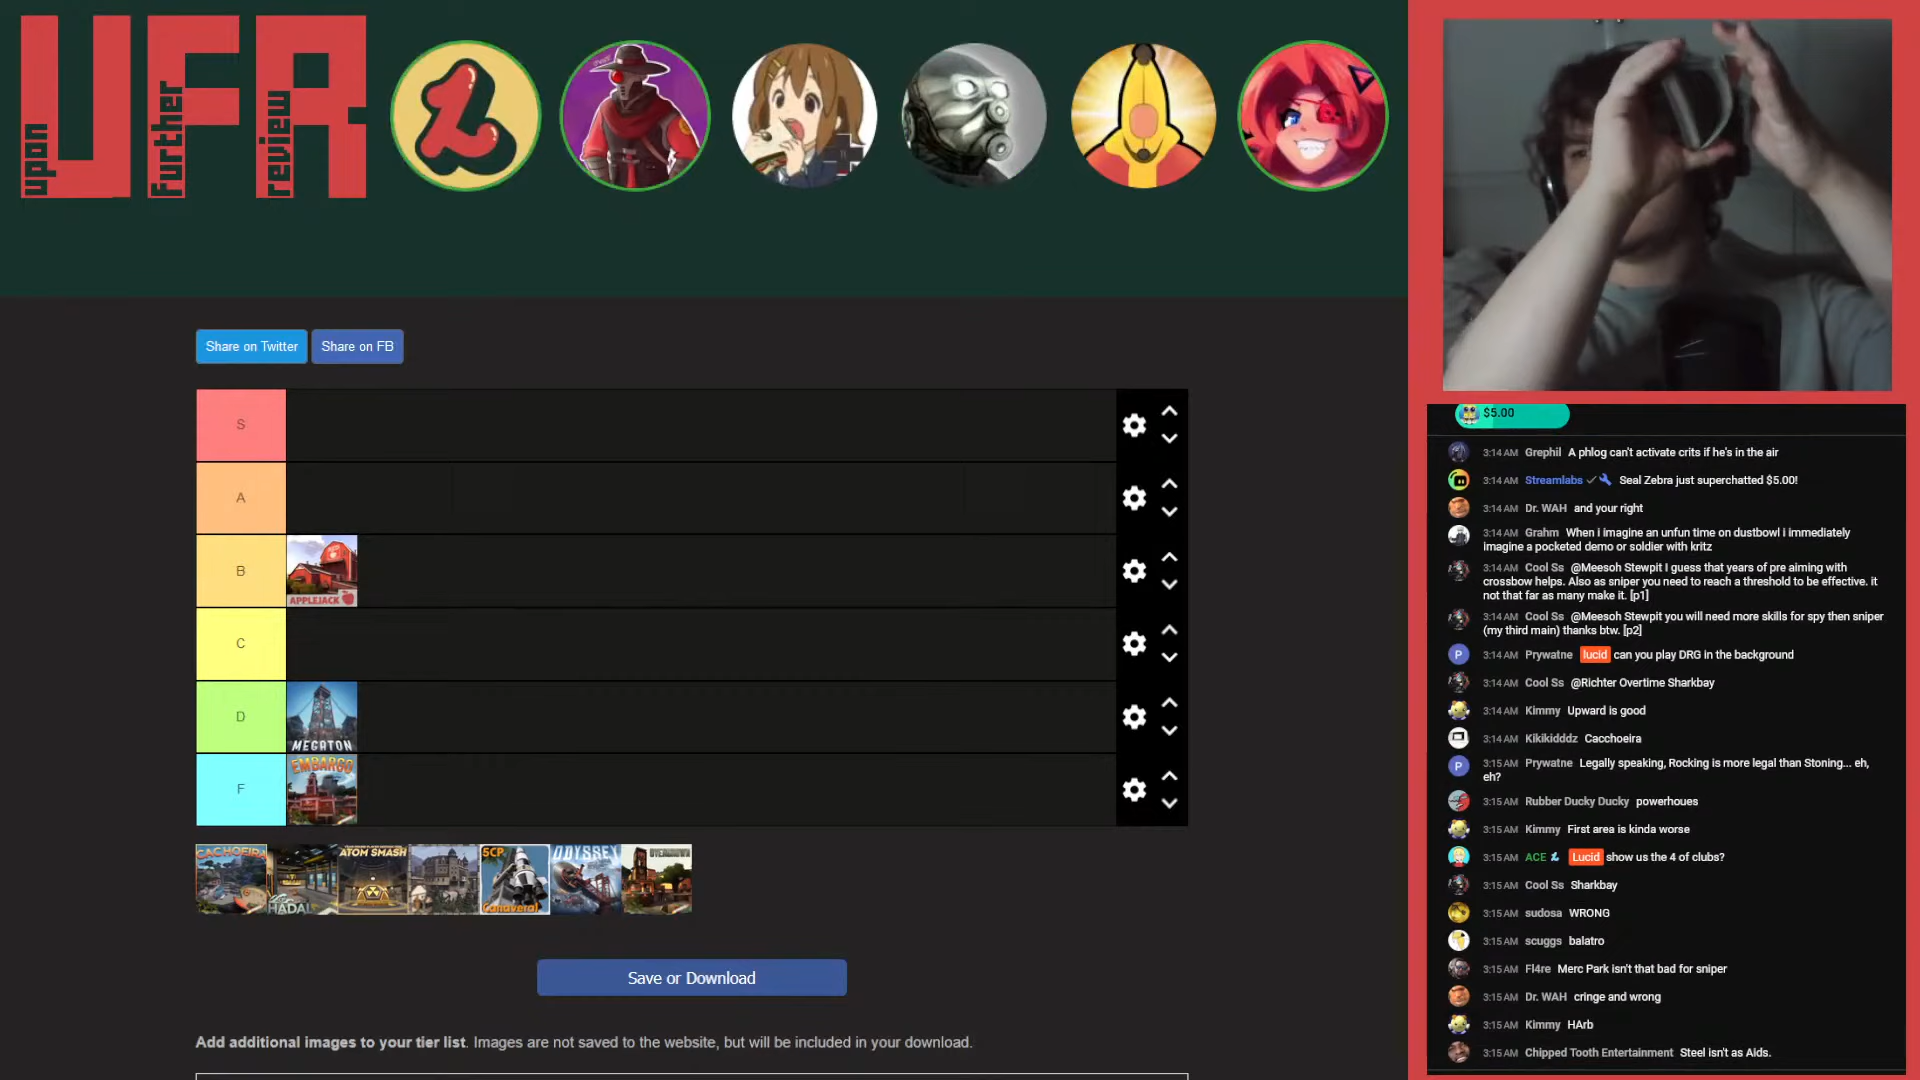 upon
Further
review
UFR
Share on Twitter
Share on FB
S
A
B
APPLEJACK
C
D
MEGATON
F
EMBARGO
CACHOEIRA
HADAL
ATOM SMASH
5CP
Canaveral
ODYSSEY
OVERGROWN
Save or Download
Add additional images to your tier list. Images are not saved to the website, but will be included in your download.
$5.00
3:14 AM Grephil A phlog can't activate crits if he's in the air
3:14 AM Streamlabs Seal Zebra just superchatted $5.00!
3:14 AM Dr. WAH and your right
3:14 AM Grahm When i imagine an unfun time on dustbowl i immediately
imagine a pocketed demo or soldier with kritz
3:14 AM Cool Ss @Meesoh Stewpit I guess that years of pre aiming with
crossbow helps. Also as sniper you need to reach a threshold to be effective. it
not that far as many make it. [p1]
3:14 AM Cool Ss @Meesoh Stewpit you will need more skills for spy then sniper
(my third main) thanks btw. [p2]
P
3:14 AM Prywatne lucid can you play DRG in the background
3:14 AM Cool Ss @Richter Overtime Sharkbay
3:14 AM Kimmy Upward is good
3:14 AM Kikikidddz Cacchoeira
P
3:15 AM Prywatne Legally speaking, Rocking is more legal than Stoning... eh,
eh?
3:15 AM Rubber Ducky Ducky powerhoues
3:15 AM Kimmy First area is kinda worse
3:15 AM ACE Lucid show us the 4 of clubs?
3:15 AM Cool Ss Sharkbay
3:15 AM sudosa WRONG
3:15 AM scuggs balatro
3:15 AM Fl4re Merc Park isn't that bad for sniper
3:15 AM Dr. WAH cringe and wrong
3:15 AM Kimmy HArb
3:15 AM Chipped Tooth Entertainment Steel isn't as Aids.